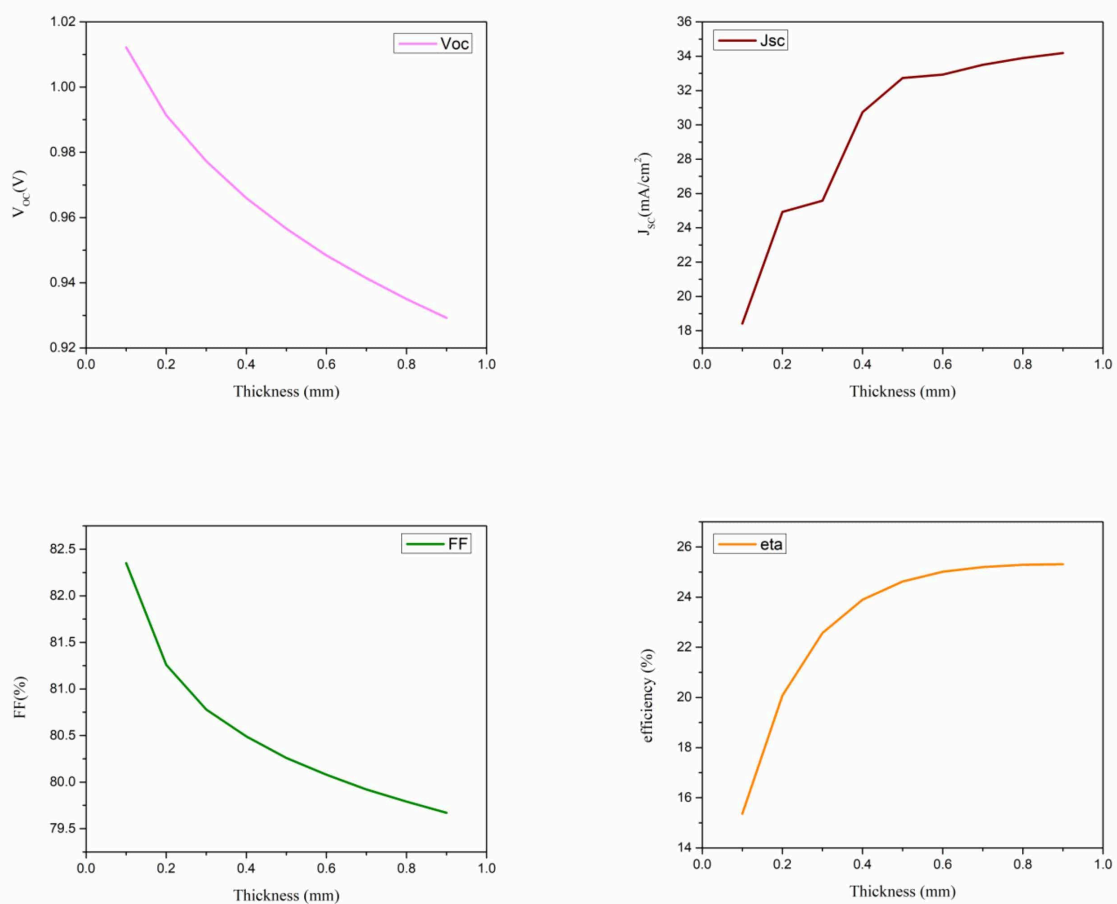 1.02
1.00
0.98
0.96
0.94
0.92
V_OC(V)
Voc
0.0 0.2 0.4 0.6 0.8 1.0
Thickness (mm)
36
34
32
30
28
26
24
22
20
18
J_SC(mA/cm²)
Jsc
0.0 0.2 0.4 0.6 0.8 1.0
Thickness (mm)
82.5
82.0
81.5
81.0
80.5
80.0
79.5
FF(%)
FF
0.0 0.2 0.4 0.6 0.8 1.0
Thickness (mm)
26
24
22
20
18
16
14
efficiency (%)
eta
0.0 0.2 0.4 0.6 0.8 1.0
Thickness (mm)